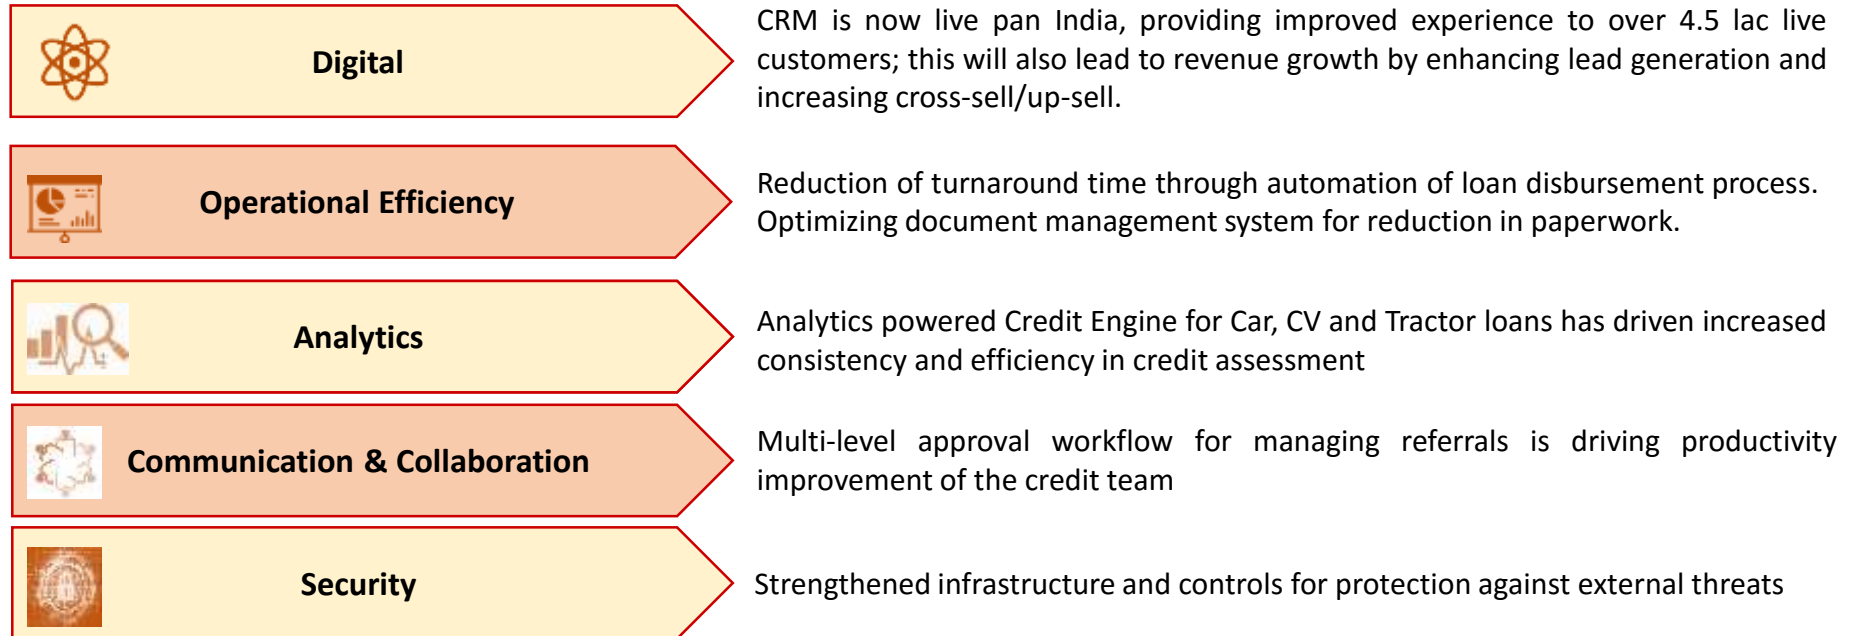 Digital
CRM is now live pan India, providing improved experience to over 4.5 lac live
customers; this will also lead to revenue growth by enhancing lead generation and
increasing cross-sell/up-sell.
Operational Efficiency
Reduction of turnaround time through automation of loan disbursement process.
Optimizing document management system for reduction in paperwork.
Analytics
Analytics powered Credit Engine for Car, CV and Tractor loans has driven increased
consistency and efficiency in credit assessment
Communication & Collaboration
Multi-level approval workflow for managing referrals is driving productivity
improvement of the credit team
Security
Strengthened infrastructure and controls for protection against external threats